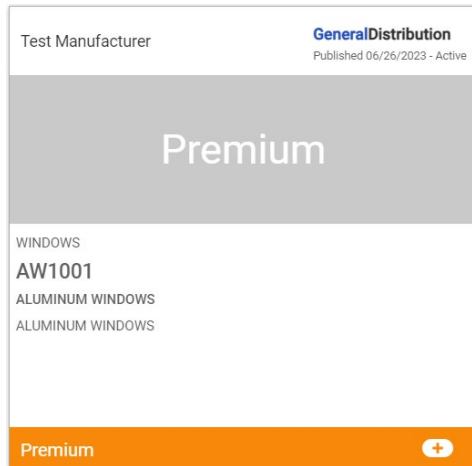 Test Manufacturer
GeneralDistribution
Published 06/26/2023 - Active
Premium
WINDOWS
AW1001
ALUMINUM WINDOWS
ALUMINUM WINDOWS
Premium
+